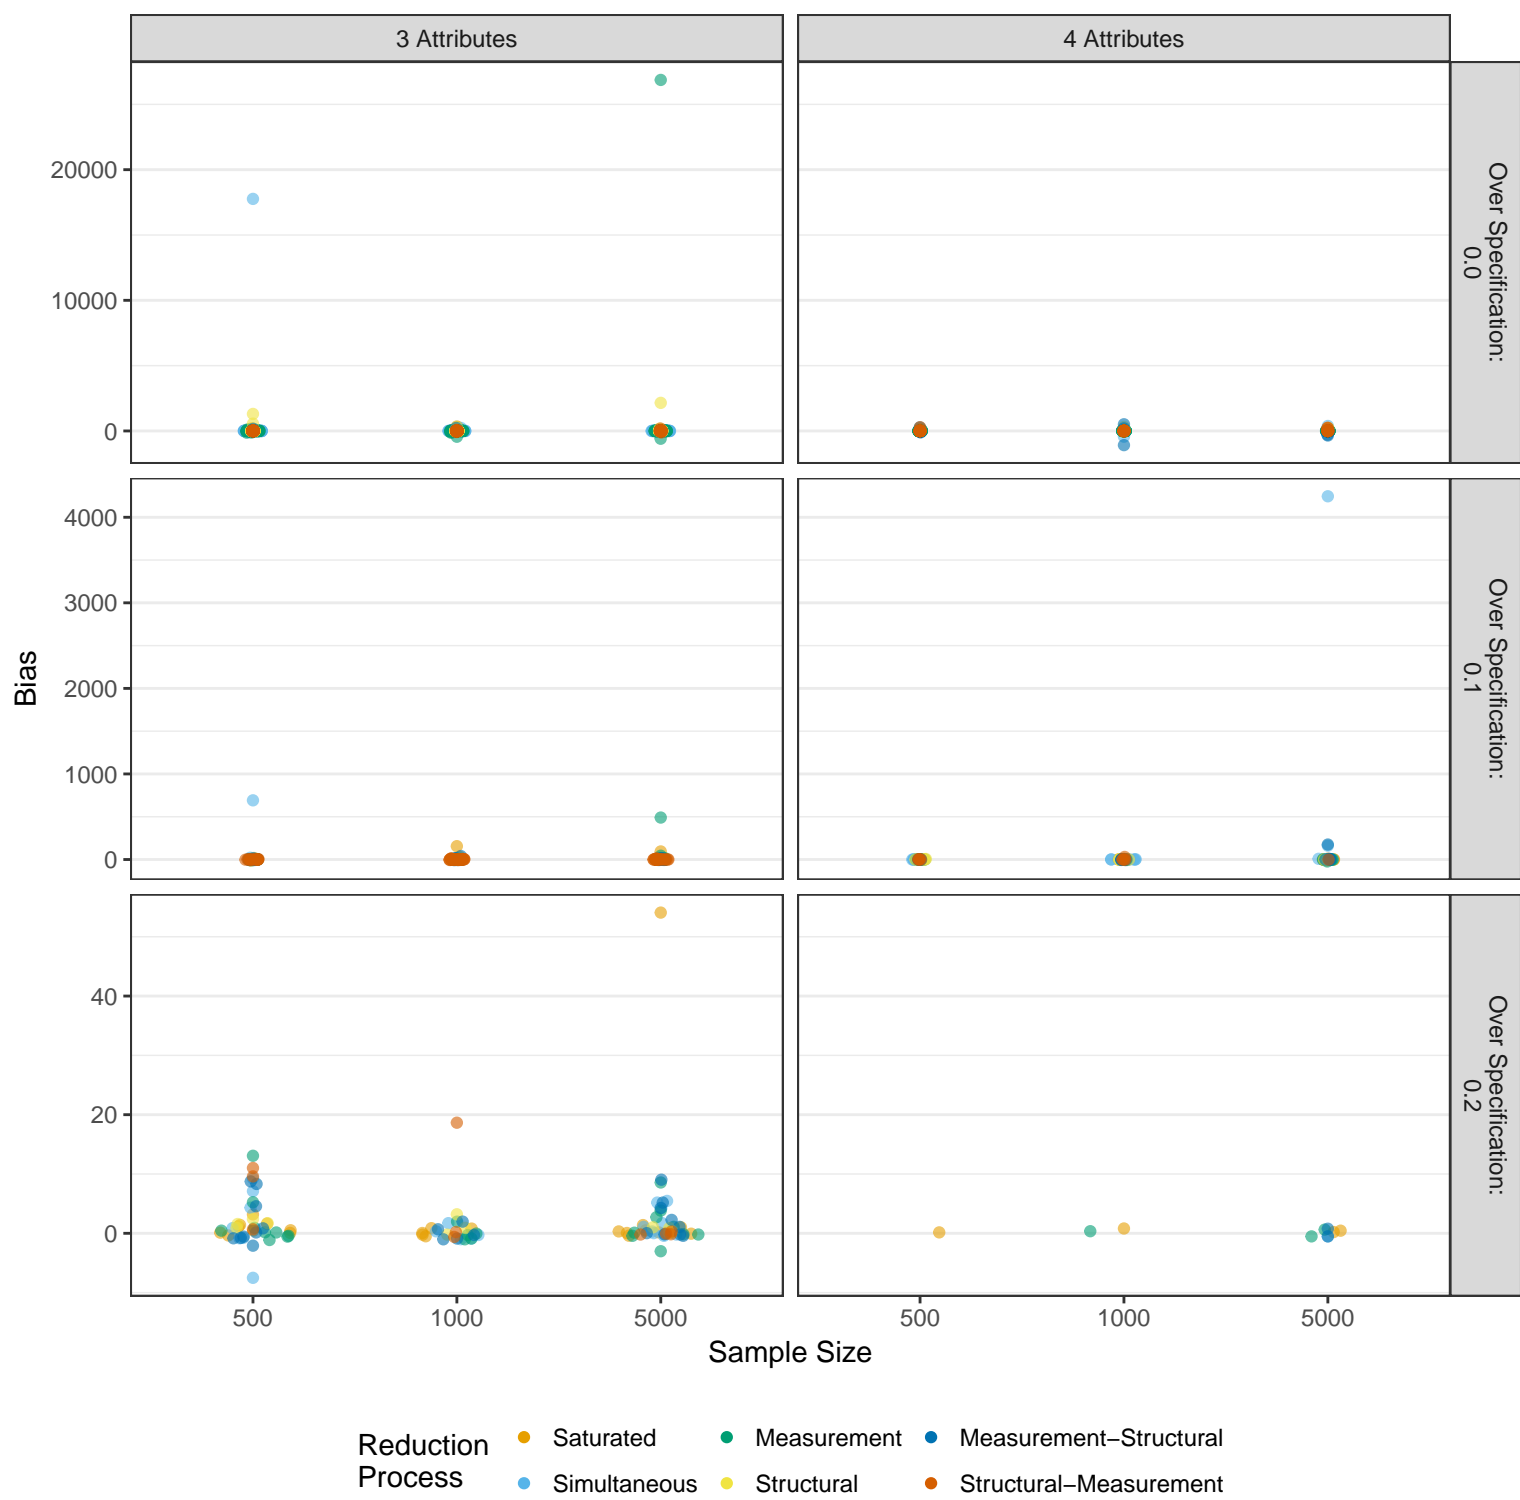 3 Attributes
4 Attributes
20000
10000
0
Over Specification:
0.0
4000
3000
2000
1000
0
Over Specification:
0.1
40
20
0
Over Specification:
0.2
Bias
500
1000
5000
500
1000
5000
Sample Size
Reduction
Process
Saturated
Measurement
Measurement−Structural
Simultaneous
Structural
Structural−Measurement